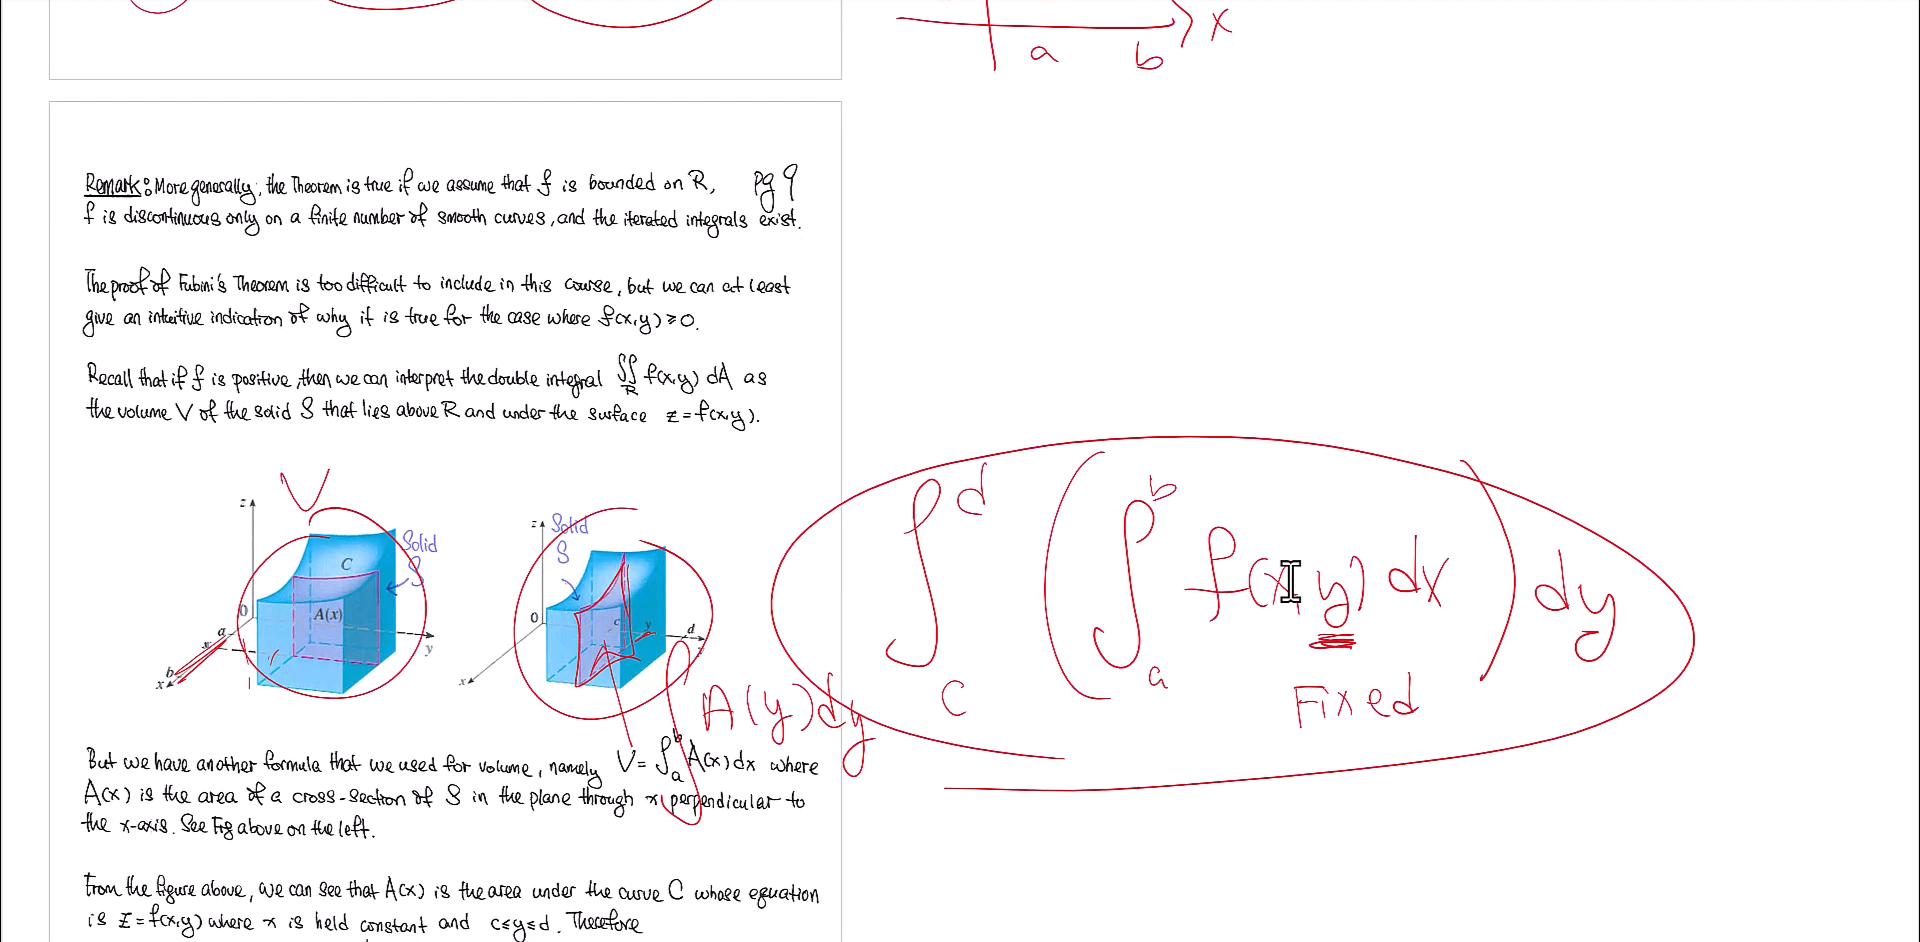 a b x
Remark: More generally, the Theorem is true if we assume that f is bounded on R, pg 9
f is discontinuous only on a finite number of smooth curves, and the iterated integrals exist.
The proof of Fubini's Theorem is too difficult to include in this course, but we can at least
give an intuitive indication of why it is true for the case where f(x,y) ≥ 0.
Recall that if f is positive, then we can interpret the double integral ∬_R f(x,y) dA as
the volume V of the solid S that lies above R and under the surface z = f(x,y).
V
z
Solid
S
C
A(x)
0
a
x
b
x
y
z
Solid
S
0
C
y
d
x
∫_c^d ( ∫_a^b f(x,y) dx ) dy
Fixed
∫ A(y) dy
But we have another formula that we used for volume, namely V = ∫_a^b A(x) dx where
A(x) is the area of a cross-section of S in the plane through x perpendicular to
the x-axis. See Fig above on the left.
From the figure above, we can see that A(x) is the area under the curve C whose equation
is z = f(x,y) where x is held constant and c≤y≤d. Therefore